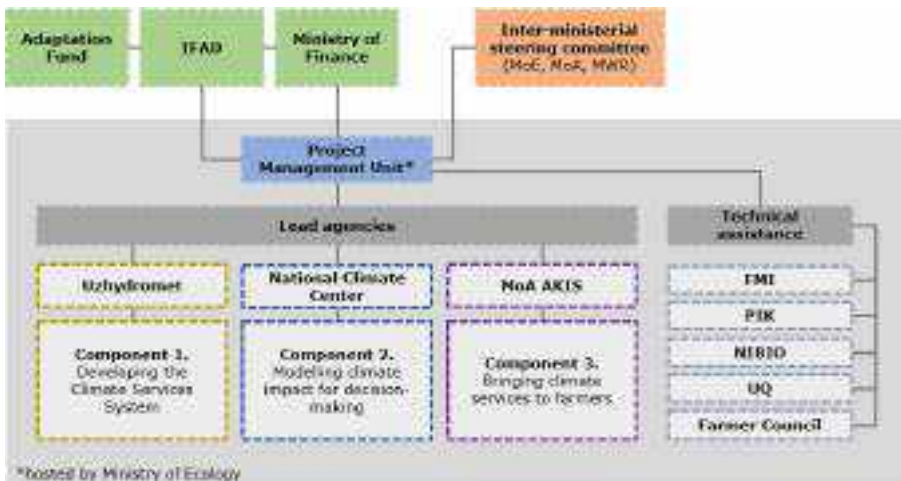 Adaptation
Fund
IFAD
Ministry of
Finance
Inter-ministerial
steering committee
(MoE, MoA, MWR)
Project
Management Unit*
Lead agencies
Technical
assistance
Uzhydromet
National Climate
Center
MoA AKIS
FMI
PIK
NIBIO
UQ
Farmer Council
Component 1.
Developing the
Climate Services
System
Component 2.
Modelling climate
impact for decision-
making
Component 3.
Bringing climate
services to farmers
*hosted by Ministry of Ecology